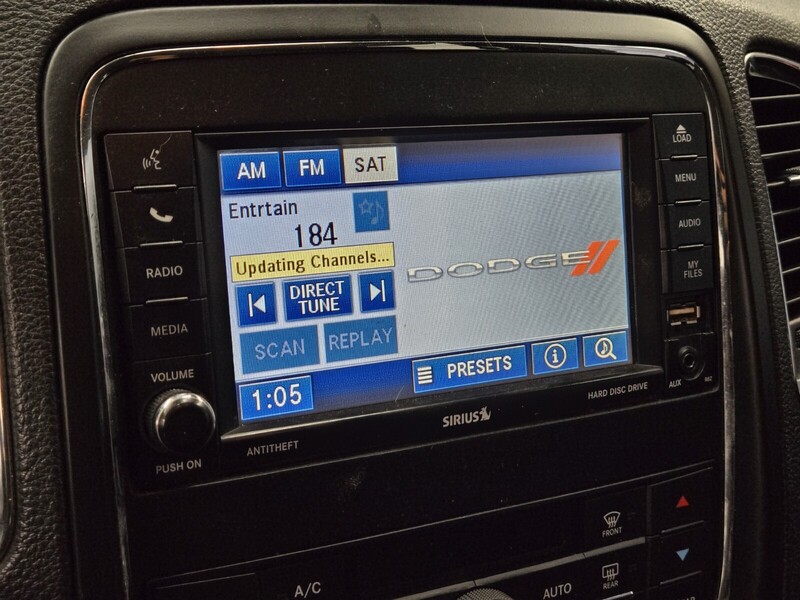 AM FM SAT
Entrtain
184
Updating Channels...
DIRECT
TUNE
SCAN REPLAY
1:05
PRESETS
DODGE
RADIO
MEDIA
VOLUME
PUSH ON
ANTITHEFT
SIRIUS
HARD DISC DRIVE
LOAD
MENU
AUDIO
MY
FILES
AUX
MIC
A/C
AUTO
FRONT
REAR